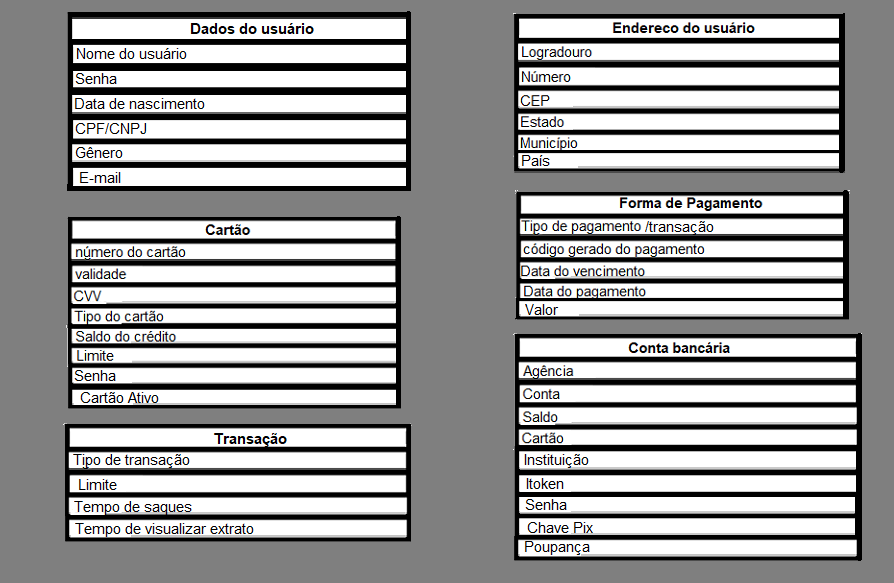 Dados do usuário
Nome do usuário
Senha
Data de nascimento
CPF/CNPJ
Gênero
E-mail
Endereco do usuário
Logradouro
Número
CEP
Estado
Município
País
Cartão
número do cartão
validade
CVV
Tipo do cartão
Saldo do crédito
Limite
Senha
Cartão Ativo
Forma de Pagamento
Tipo de pagamento /transação
código gerado do pagamento
Data do vencimento
Data do pagamento
Valor
Transação
Tipo de transação
Limite
Tempo de saques
Tempo de visualizar extrato
Conta bancária
Agência
Conta
Saldo
Cartão
Instituição
Itoken
Senha
Chave Pix
Poupança